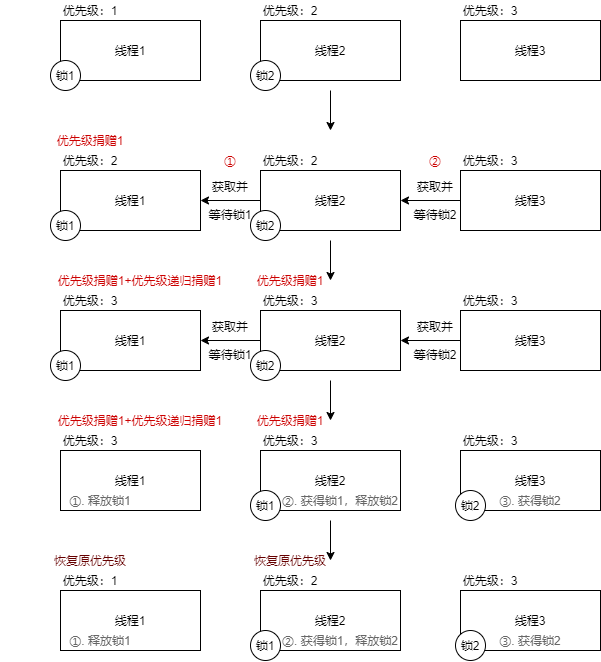 优先级：1
优先级：2
优先级：3
线程1
线程2
线程3
锁1
锁2
优先级捐赠1
优先级：2
①
优先级：2
②
优先级：3
线程1
获取并
等待锁1
线程2
获取并
等待锁2
线程3
锁1
锁2
优先级捐赠1+优先级递归捐赠1
优先级捐赠1
优先级：3
优先级：3
优先级：3
线程1
获取并
等待锁1
线程2
获取并
等待锁2
线程3
锁1
锁2
优先级捐赠1+优先级递归捐赠1
优先级捐赠1
优先级：3
优先级：3
优先级：3
线程1
线程2
线程3
①. 释放锁1
锁1
②. 获得锁1，释放锁2
锁2
③. 获得锁2
恢复原优先级
恢复原优先级
优先级：1
优先级：2
优先级：3
线程1
线程2
线程3
①. 释放锁1
锁1
②. 获得锁1，释放锁2
锁2
③. 获得锁2